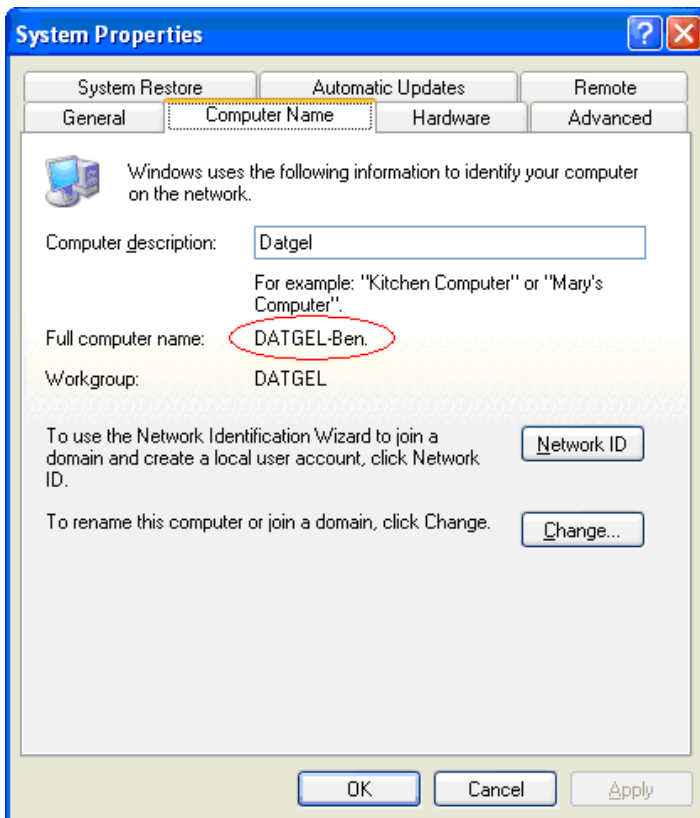 System Properties
System Restore Automatic Updates Remote
General Computer Name Hardware Advanced
Windows uses the following information to identify your computer
on the network.
Computer description: Datgel
For example: "Kitchen Computer" or "Mary's
Computer".
Full computer name: DATGEL-Ben.
Workgroup: DATGEL
To use the Network Identification Wizard to join a
domain and create a local user account, click Network
ID.
Network ID
To rename this computer or join a domain, click Change.
Change...
OK Cancel Apply